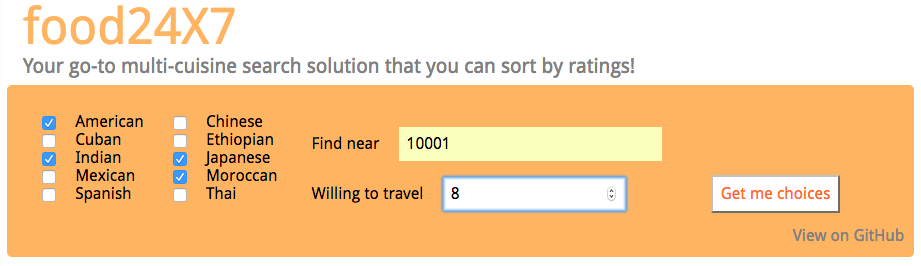 food24X7
Your go-to multi-cuisine search solution that you can sort by ratings!
American Chinese
Cuban Ethiopian
Indian Japanese
Mexican Moroccan
Spanish Thai
Find near 10001
Willing to travel 8 Get me choices
View on GitHub